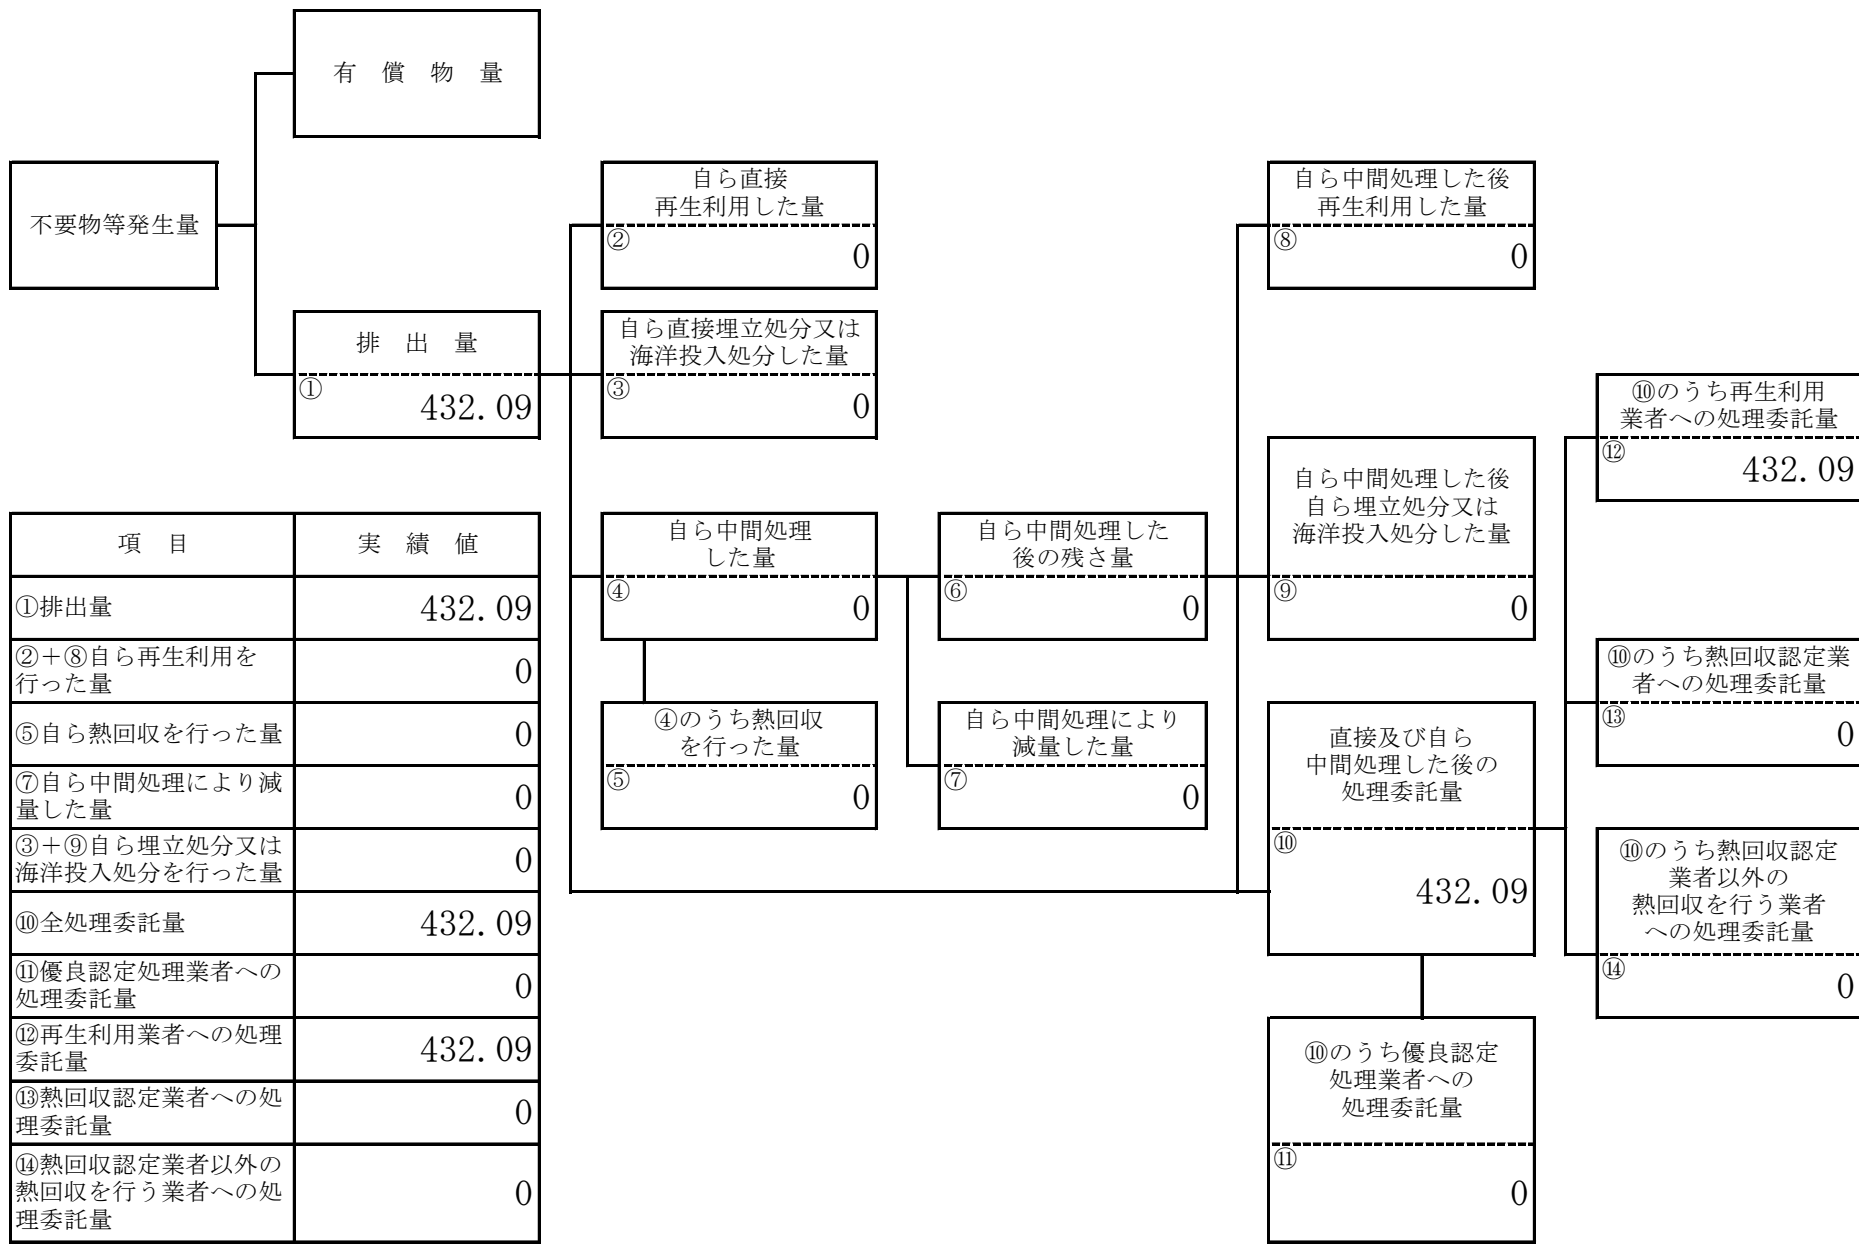 有 償 物 量
不要物等発生量
排 出 量
①
432.09
自ら直接
再生利用した量
②
0
自ら直接埋立処分又は
海洋投入処分した量
③
0
自ら中間処理
した量
④
0
④のうち熱回収
を行った量
⑤
0
自ら中間処理した
後の残さ量
⑥
0
自ら中間処理により
減量した量
⑦
0
自ら中間処理した後
再生利用した量
⑧
0
自ら中間処理した後
自ら埋立処分又は
海洋投入処分した量
⑨
0
直接及び自ら
中間処理した後の
処理委託量
⑩
432.09
⑩のうち優良認定
処理業者への
処理委託量
⑪
0
⑩のうち再生利用
業者への処理委託量
⑫
432.09
⑩のうち熱回収認定業
者への処理委託量
⑬
0
⑩のうち熱回収認定
業者以外の
熱回収を行う業者
への処理委託量
⑭
0
項 目 実 績 値
①排出量 432.09
②＋⑧自ら再生利用を
行った量
0
⑤自ら熱回収を行った量 0
⑦自ら中間処理により減
量した量
0
③＋⑨自ら埋立処分又は
海洋投入処分を行った量
0
⑩全処理委託量 432.09
⑪優良認定処理業者への
処理委託量
0
⑫再生利用業者への処理
委託量
432.09
⑬熱回収認定業者への処
理委託量
0
⑭熱回収認定業者以外の
熱回収を行う業者への処
理委託量
0